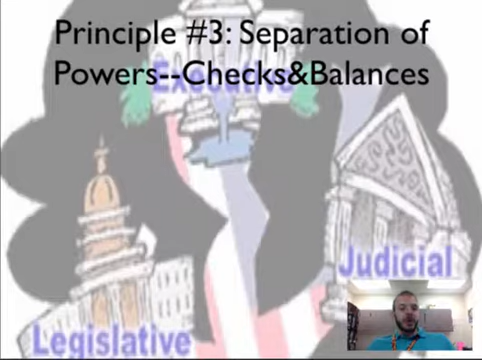 Principle #3: Separation of
Powers--Checks&Balances
Executive
Judicial
Legislative